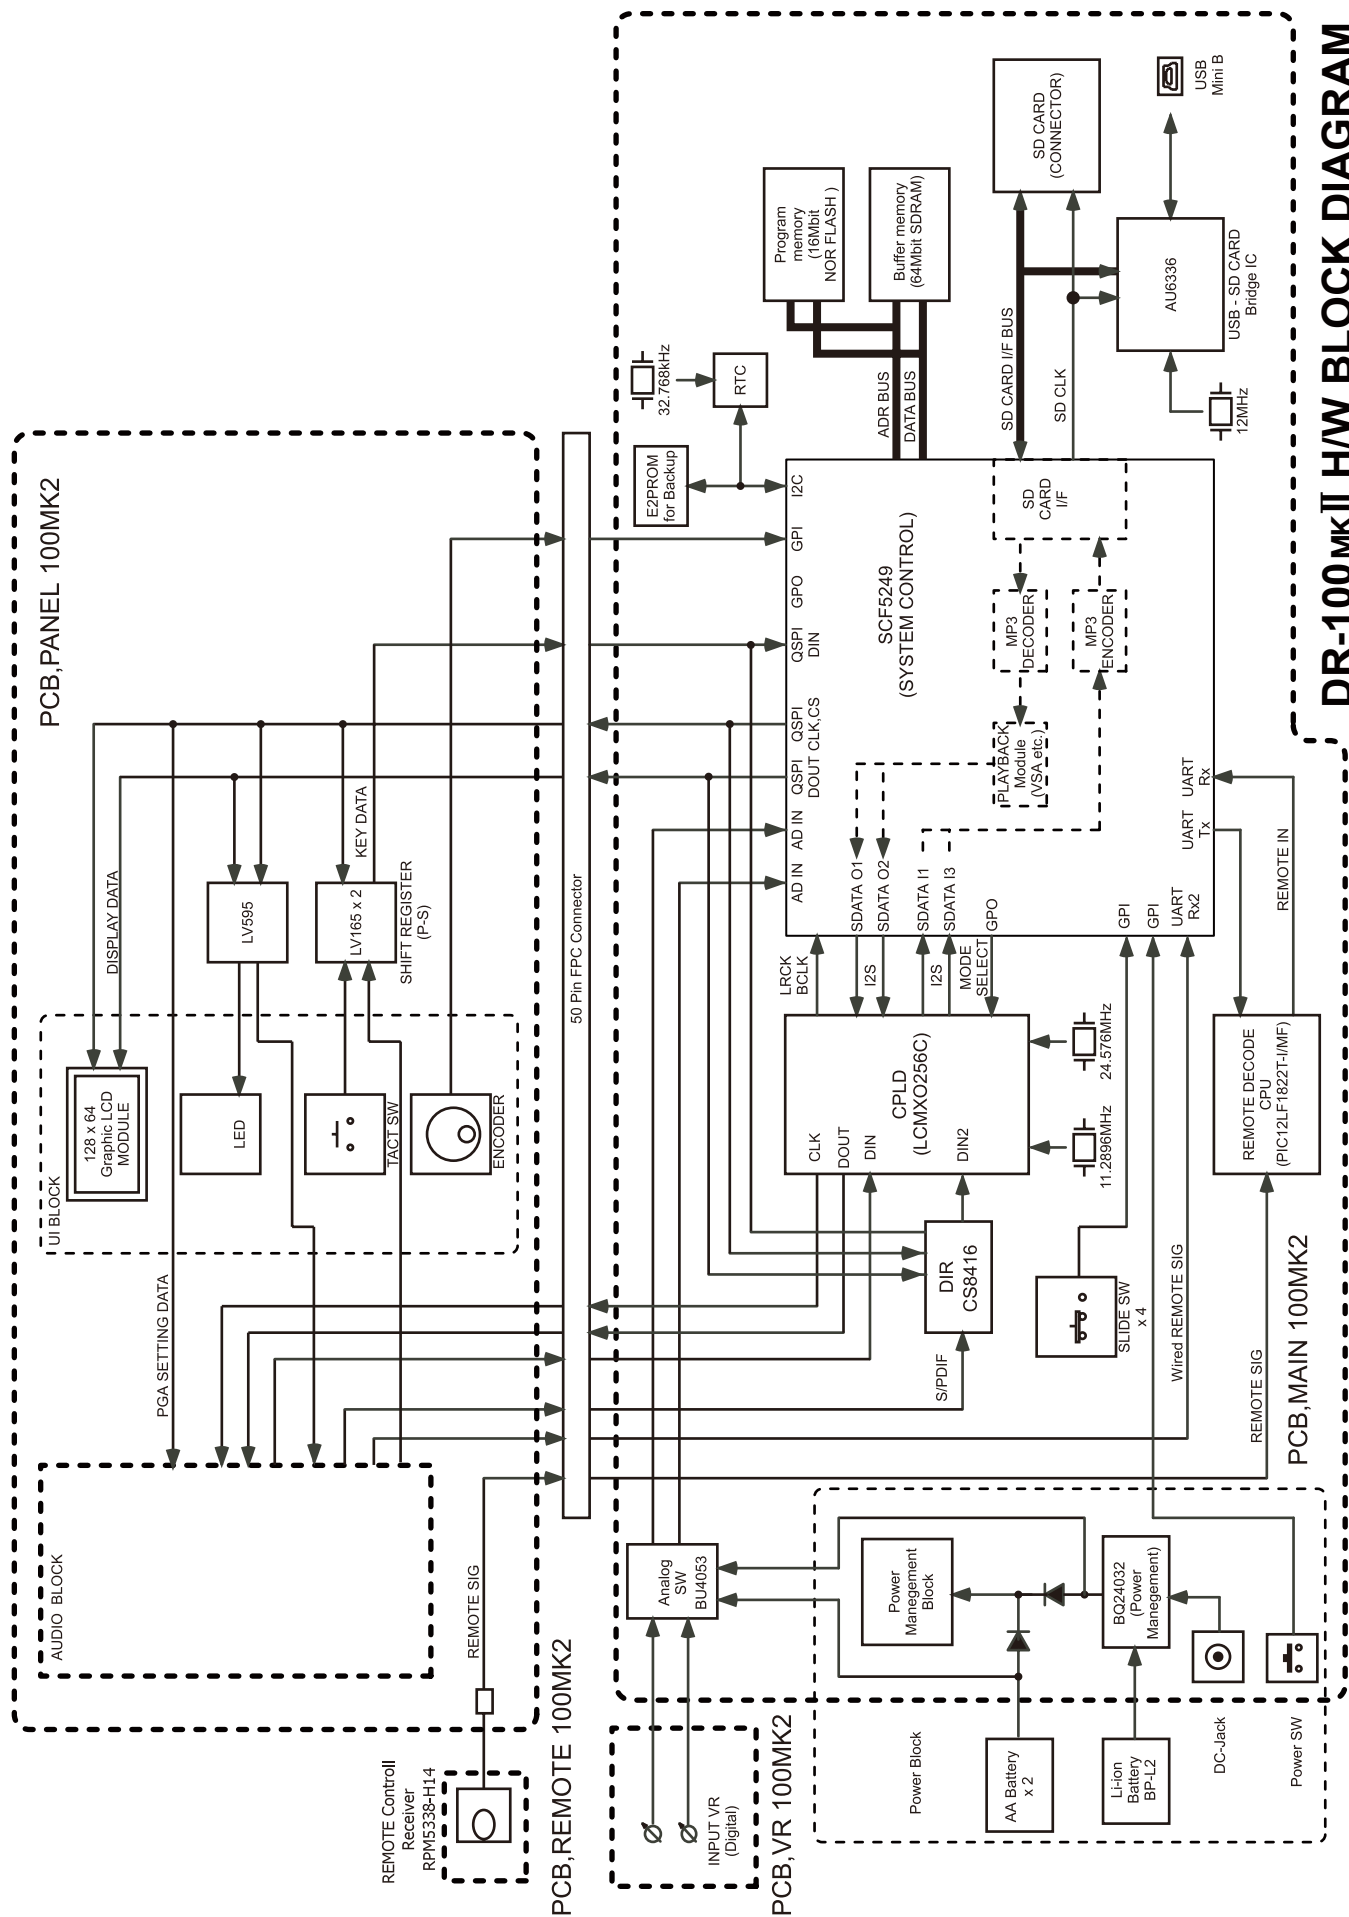 DR-100MKII H/W BLOCK DIAGRAM
PCB,PANEL 100MK2
UI BLOCK
128 x 64
Graphic LCD
MODULE
LED
TACT SW
ENCODER
DISPLAY DATA
LV595
LV165 x 2
SHIFT REGISTER
(P-S)
KEY DATA
PGA SETTING DATA
AUDIO BLOCK
REMOTE SIG
REMOTE Controll
Receiver
RPM5338-H14
PCB,REMOTE 100MK2
50 Pin FPC Connector
PCB,VR 100MK2
INPUT VR
(Digital)
Analog
SW
BU4053
E2PROM
for Backup
RTC
32.768kHz
Program
memory
(16Mbit
NOR FLASH )
Buffer memory
(64Mbit SDRAM)
ADR BUS
DATA BUS
SD CARD
(CONNECTOR)
SD CARD I/F BUS
SD CLK
USB
Mini B
AU6336
USB - SD CARD
Bridge IC
12MHz
SCF5249
(SYSTEM CONTROL)
I2C
GPI
GPO
QSPI
DIN
QSPI
CLK,CS
QSPI
DOUT
AD IN
AD IN
SD
CARD
I/F
MP3
DECODER
MP3
ENCODER
PLAYBACK
Module
(VSA etc.)
SDATA O1
SDATA O2
SDATA I1
SDATA I3
GPO
GPI
GPI
UART
Rx2
UART
Tx
UART
Rx
LRCK
BCLK
I2S
I2S
MODE
SELECT
CPLD
(LCMXO256C)
CLK
DOUT
DIN
DIN2
24.576MHz
11.2896MHz
DIR
CS8416
S/PDIF
SLIDE SW
x 4
REMOTE IN
REMOTE DECODE
CPU
(PIC12LF1822T-I/MF)
Wired REMOTE SIG
REMOTE SIG
PCB,MAIN 100MK2
Power
Manegement
Block
BQ24032
(Power
Manegement)
Power Block
AA Battery
x 2
Li-ion
Battery
BP-L2
DC-Jack
Power SW